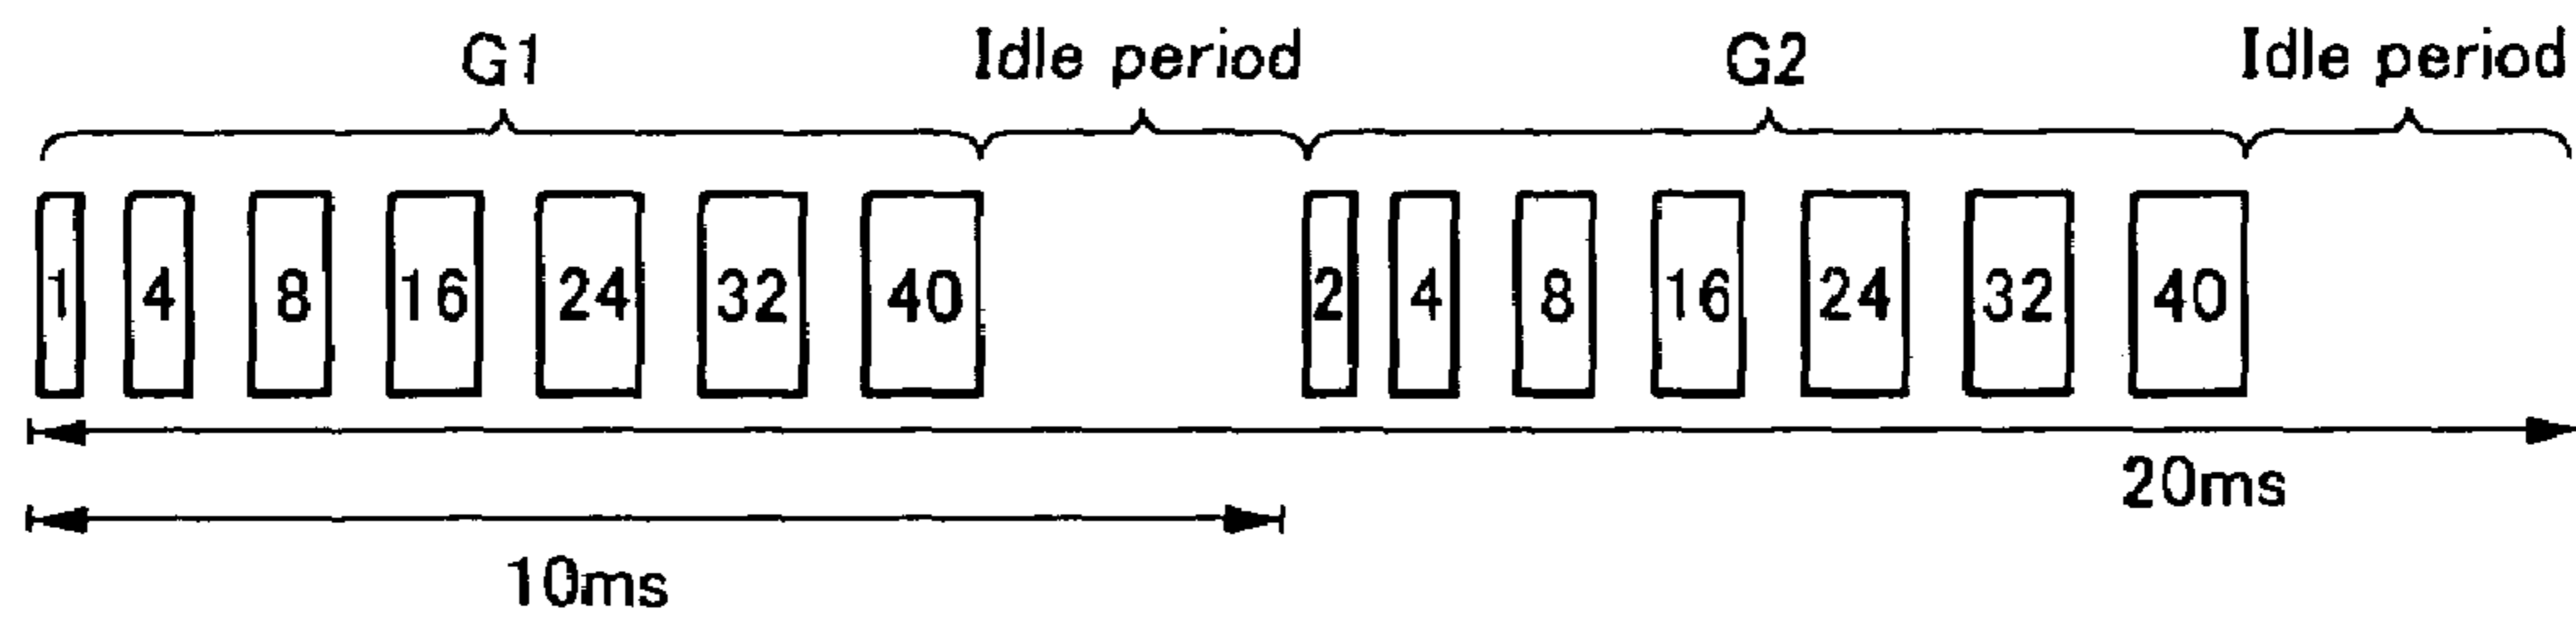 G1 Idle period G2 Idle period
1 4 8 16 24 32 40 2 4 8 16 24 32 40
20ms
10ms